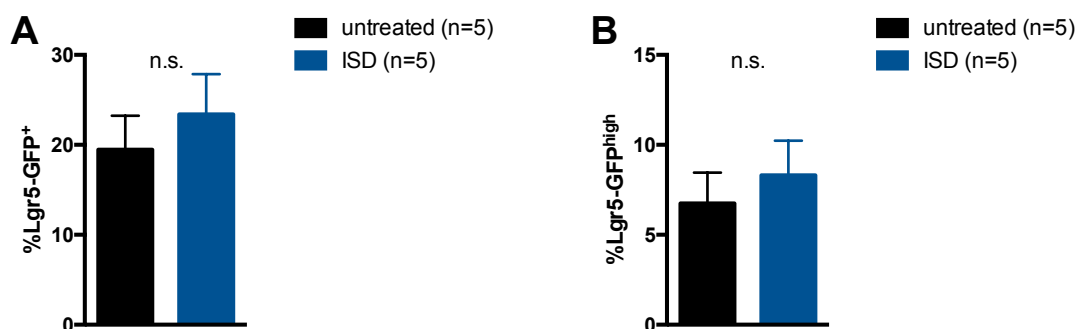 A
untreated (n=5)
ISD (n=5)
n.s.
%Lgr5-GFP⁺
30
20
10
0
B
untreated (n=5)
ISD (n=5)
n.s.
%Lgr5-GFPʰⁱᵍʰ
15
10
5
0